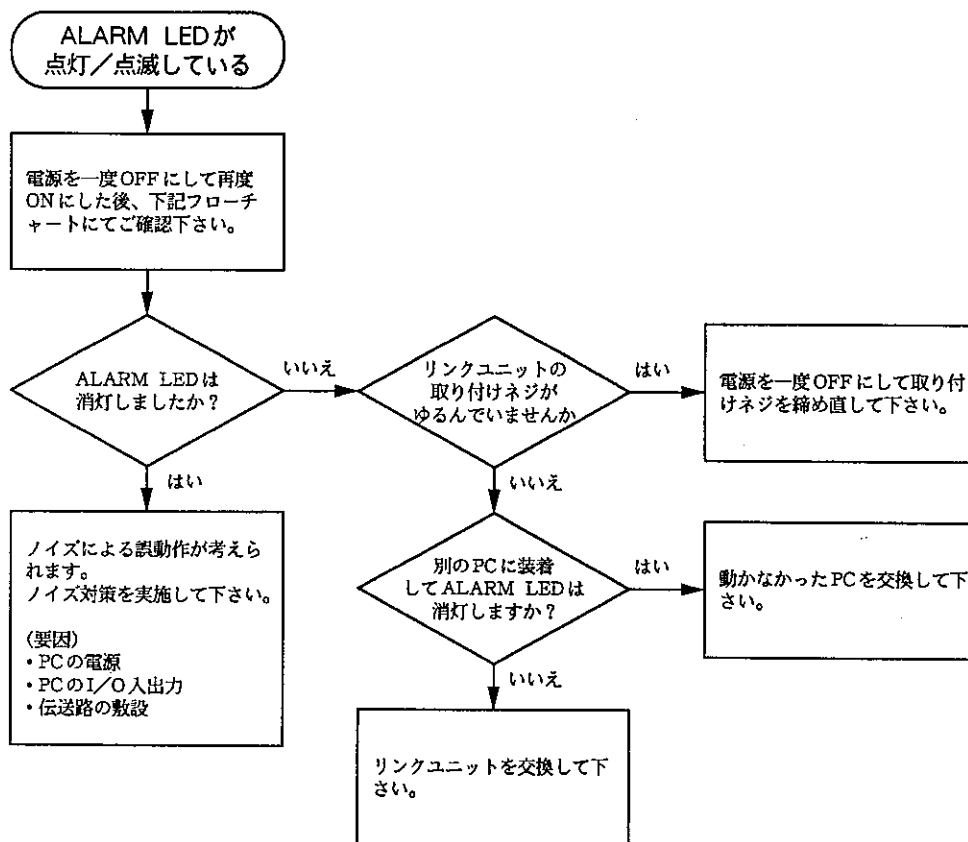 ALARM LEDが
点灯／点滅している
電源を一度OFFにして再度
ONにした後、下記フローチ
ャートにてご確認下さい。
ALARM LEDは
消灯しましたか？
いいえ
はい
リンクユニットの
取り付けネジが
ゆるんでいませんか
はい
いいえ
電源を一度OFFにして取り付
けネジを締め直して下さい。
ノイズによる誤動作が考えら
れます。
ノイズ対策を実施して下さい。
(要因)
・PCの電源
・PCのI／O入出力
・伝送路の敷設
別のPCに装着
してALARM LEDは
消灯しますか？
はい
いいえ
動かなかったPCを交換して下
さい。
リンクユニットを交換して下
さい。